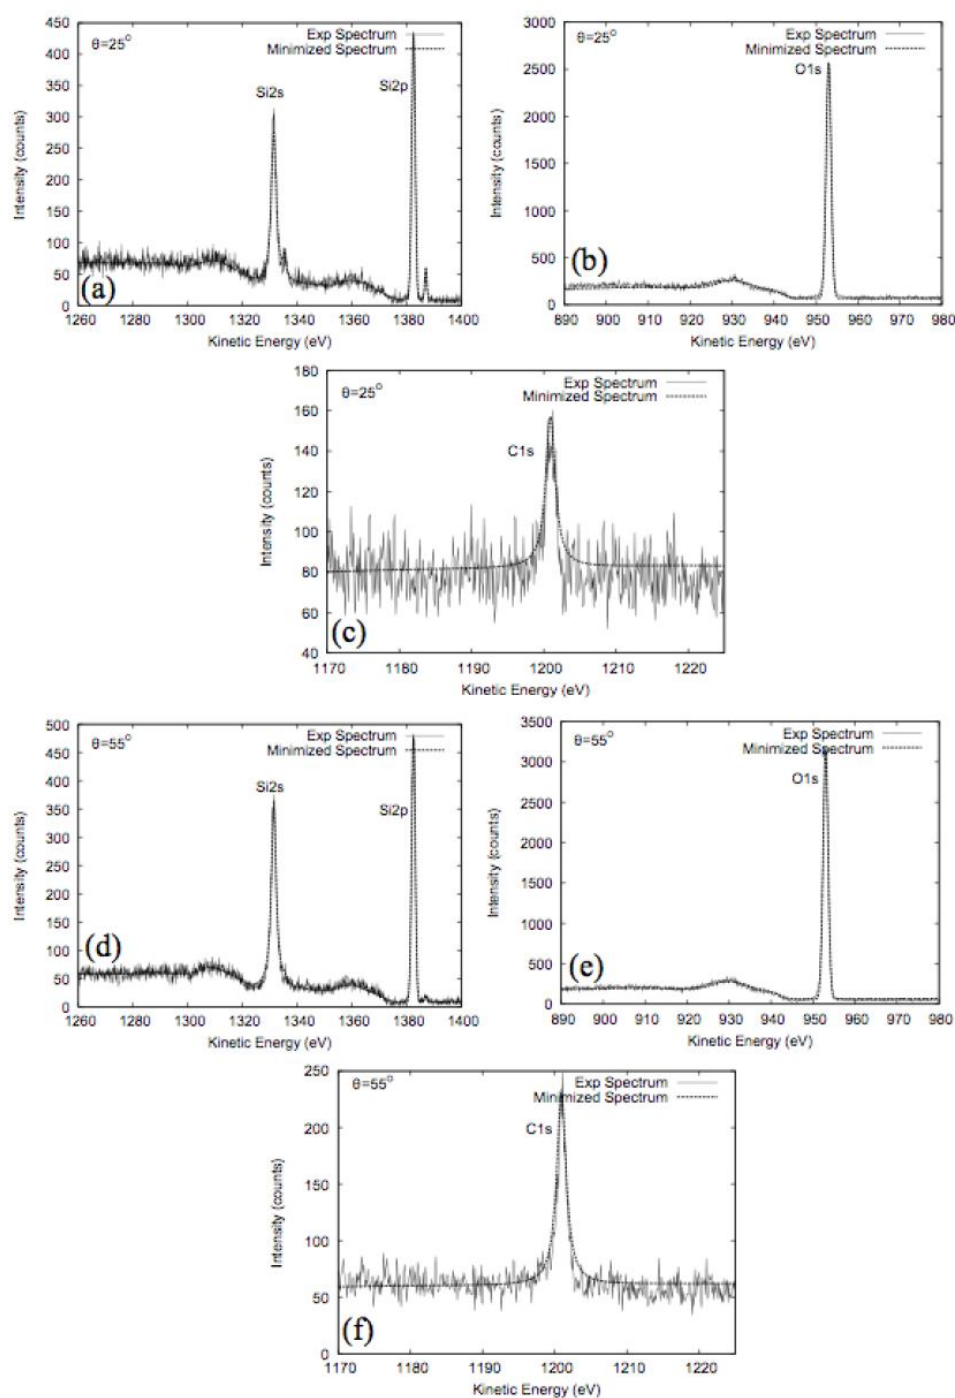 450
400
350
300
250
200
150
100
50
0
θ=25°
Exp Spectrum
Minimized Spectrum
Si2s
Si2p
(a)
1260 1280 1300 1320 1340 1360 1380 1400
Kinetic Energy (eV)
Intensity (counts)
3000
2500
2000
1500
1000
500
0
θ=25°
Exp Spectrum
Minimized Spectrum
O1s
(b)
890 900 910 920 930 940 950 960 970 980
Kinetic Energy (eV)
Intensity (counts)
180
160
140
120
100
80
60
40
θ=25°
Exp Spectrum
Minimized Spectrum
C1s
(c)
1170 1180 1190 1200 1210 1220
Kinetic Energy (eV)
Intensity (counts)
500
450
400
350
300
250
200
150
100
50
0
θ=55°
Exp Spectrum
Minimized Spectrum
Si2s
Si2p
(d)
1260 1280 1300 1320 1340 1360 1380 1400
Kinetic Energy (eV)
Intensity (counts)
3500
3000
2500
2000
1500
1000
500
0
θ=55°
Exp Spectrum
Minimized Spectrum
O1s
(e)
890 900 910 920 930 940 950 960 970 980
Kinetic Energy (eV)
Intensity (counts)
250
200
150
100
50
0
θ=55°
Exp Spectrum
Minimized Spectrum
C1s
(f)
1170 1180 1190 1200 1210 1220
Kinetic Energy (eV)
Intensity (counts)